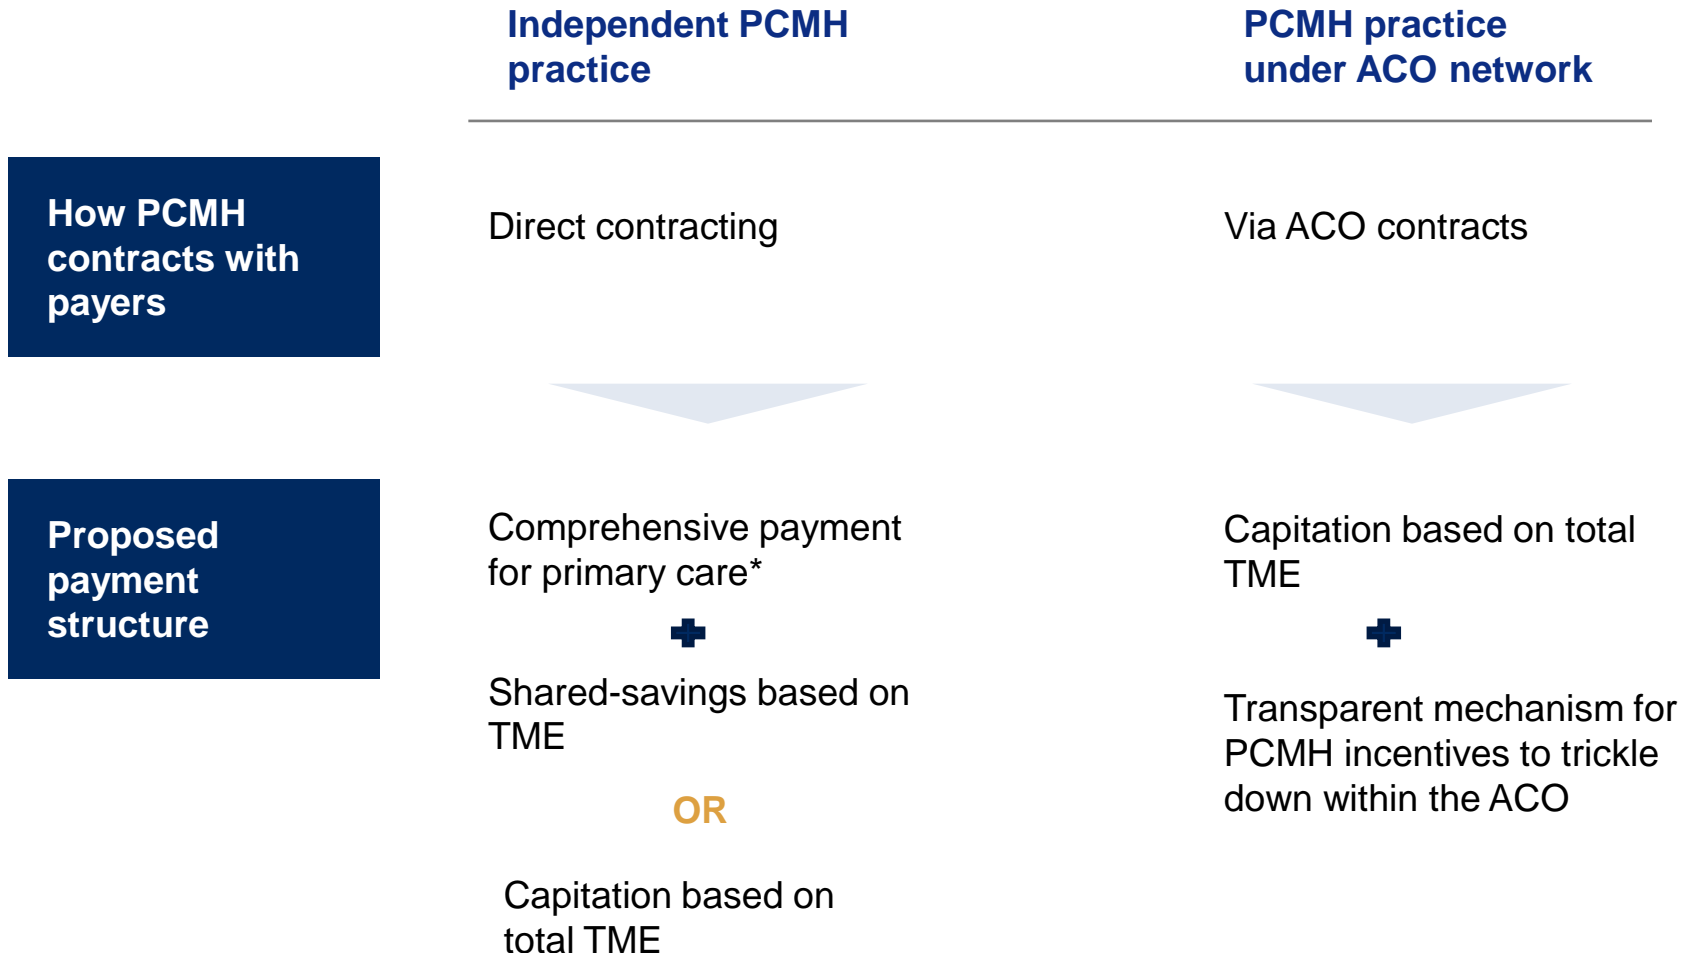 Independent PCMH
practice
PCMH practice
under ACO network
How PCMH
contracts with
payers
Direct contracting
Via ACO contracts
Proposed
payment
structure
Comprehensive payment
for primary care*
Shared-savings based on
TME
OR
Capitation based on
total TME
Capitation based on total
TME
Transparent mechanism for
PCMH incentives to trickle
down within the ACO